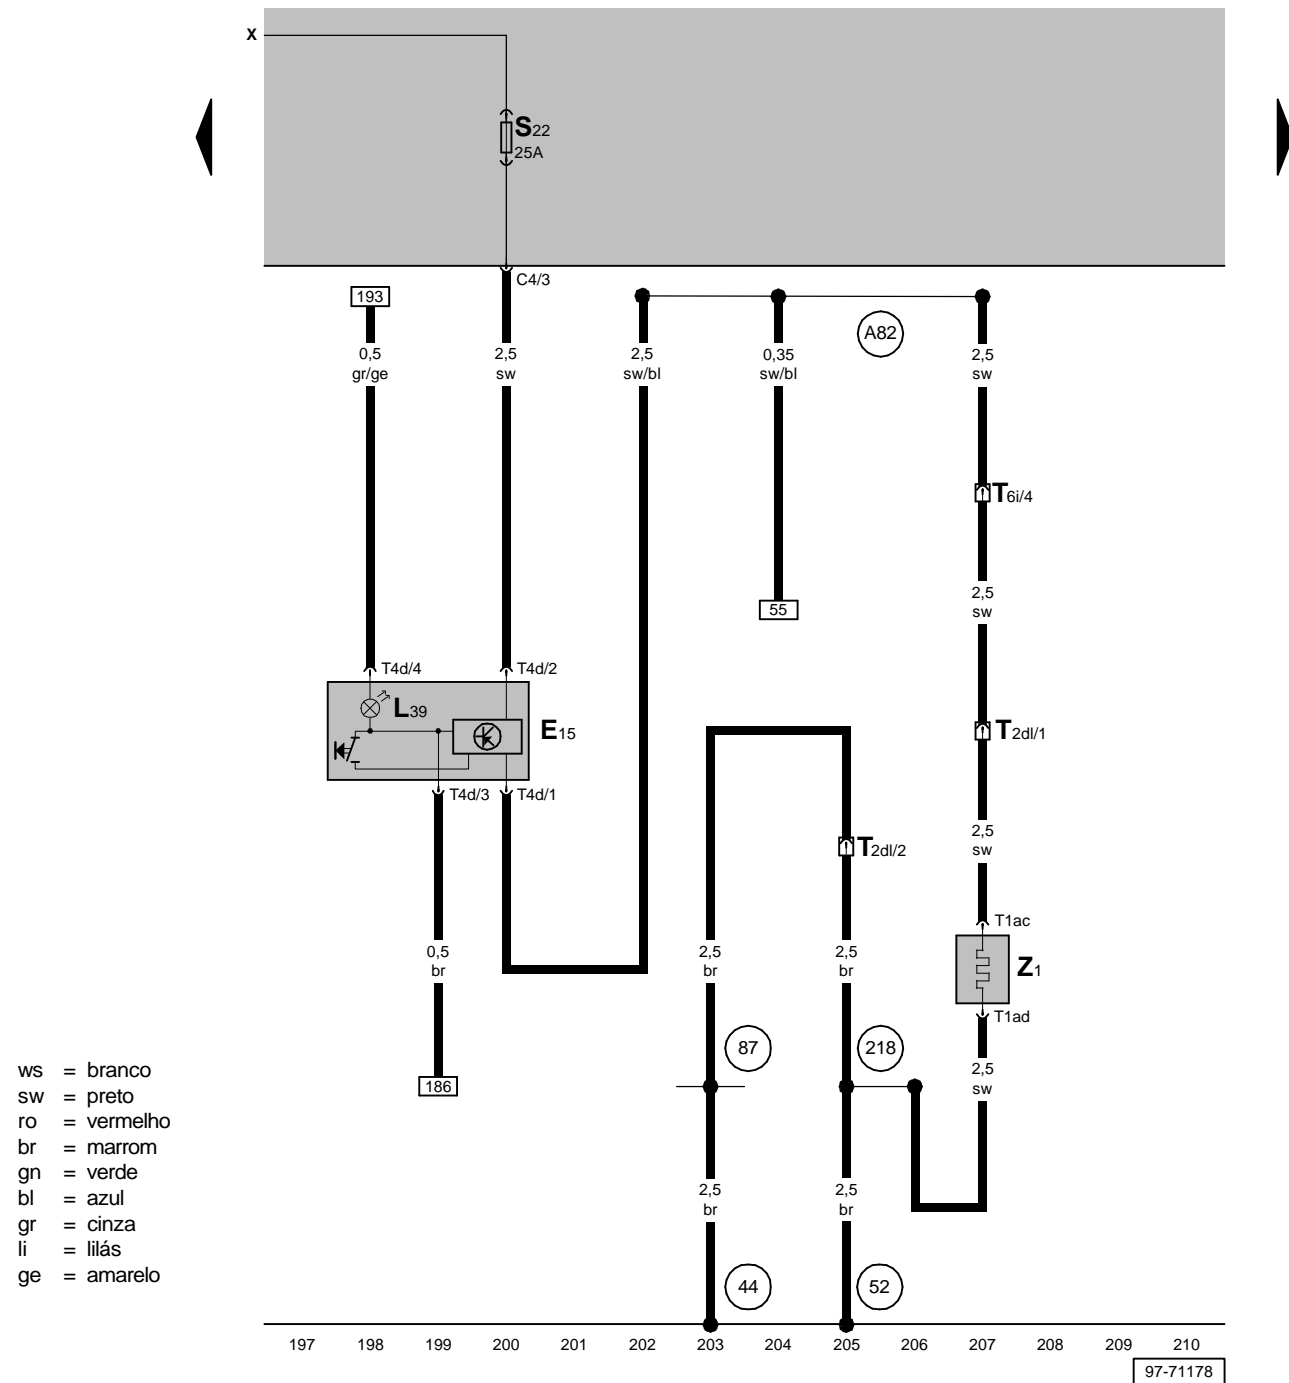 X
S22
25A
C4/3
193
A82
0,5
gr/ge
2,5
sw
2,5
sw/bl
0,35
sw/bl
2,5
sw
T6i/4
2,5
sw
55
T4d/4
T4d/2
L39
E15
T2dl/1
T4d/3
T4d/1
2,5
sw
T2dl/2
T1ac
0,5
br
2,5
br
2,5
br
Z1
T1ad
87
218
2,5
sw
186
ws = branco
sw = preto
ro = vermelho
br = marrom
gn = verde
bl = azul
gr = cinza
li = lilás
ge = amarelo
2,5
br
2,5
br
44
52
197 198 199 200 201 202 203 204 205 206 207 208 209 210
97-71178